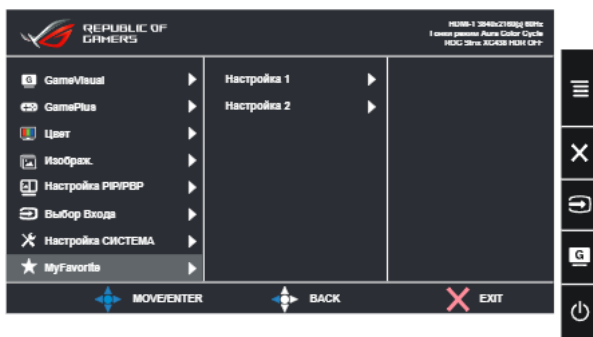 REPUBLIC OF
GAMERS
HDMI-1 3840x2160@ 60Hz
GameVisual
Настройка 1
GamePlus
Настройка 2
Цвет
Изображ.
Настройка PIP/PBP
Выбор Входа
Настройка СИСТЕМА
MyFavorite
G
MOVE/ENTER
BACK
EXIT